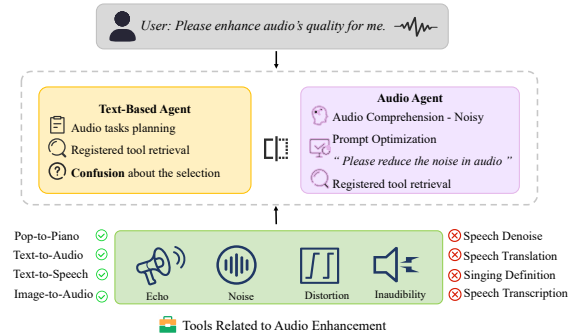 User: Please enhance audio's quality for me.
Text-Based Agent
Audio tasks planning
Registered tool retrieval
Confusion about the selection
Audio Agent
Audio Comprehension - Noisy
Prompt Optimization
“ Please reduce the noise in audio ”
Registered tool retrieval
Pop-to-Piano
Text-to-Audio
Text-to-Speech
Image-to-Audio
Echo
Noise
Distortion
Inaudibility
Speech Denoise
Speech Translation
Singing Definition
Speech Transcription
Tools Related to Audio Enhancement